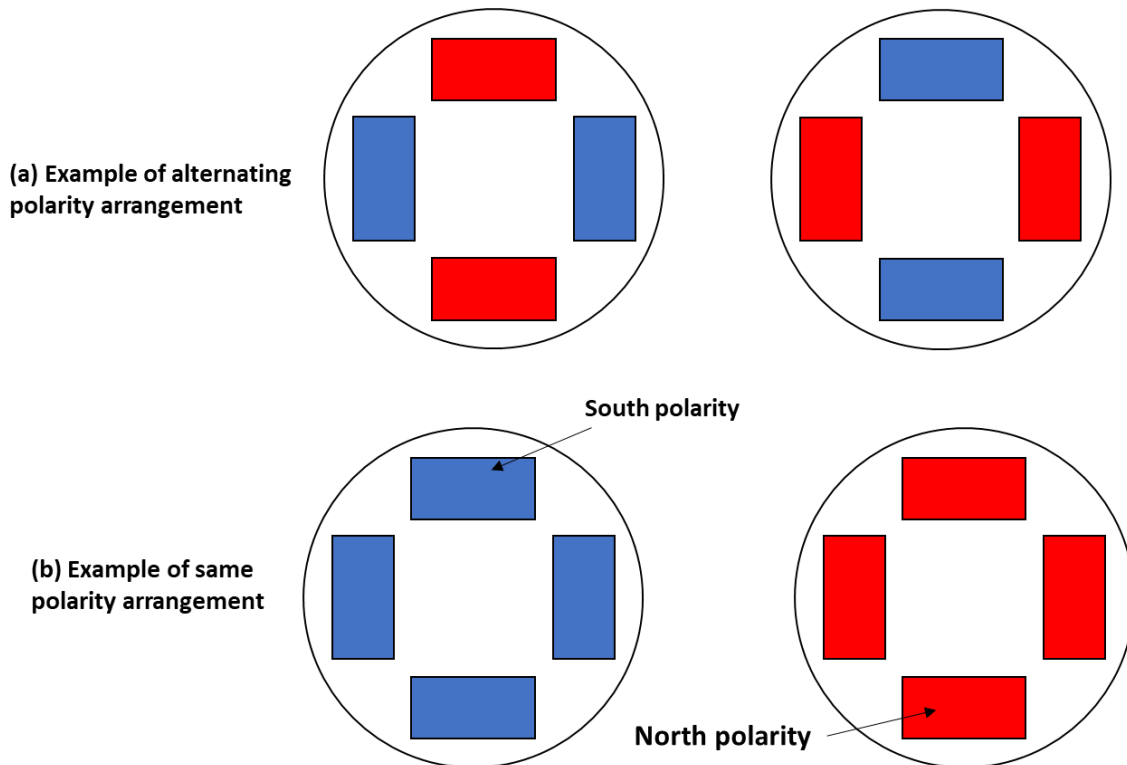 (a) Example of alternating
polarity arrangement
South polarity
(b) Example of same
polarity arrangement
North polarity